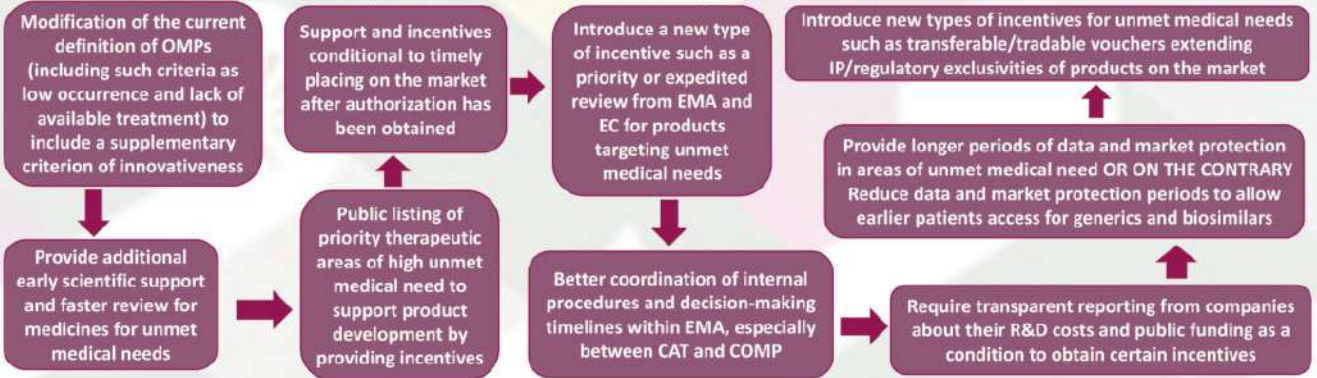 Modification of the current
definition of OMPs
(including such criteria as
low occurrence and lack of
available treatment) to
include a supplementary
criterion of innovativeness
Provide additional
early scientific support
and faster review for
medicines for unmet
medical needs
Public listing of
priority therapeutic
areas of high unmet
medical need to
support product
development by
providing incentives
Support and incentives
conditional to timely
placing on the market
after authorization has
been obtained
Introduce a new type
of incentive such as a
priority or expedited
review from EMA and
EC for products
targeting unmet
medical needs
Better coordination of internal
procedures and decision-making
timelines within EMA, especially
between CAT and COMP
Require transparent reporting from companies
about their R&D costs and public funding as a
condition to obtain certain incentives
Provide longer periods of data and market protection
in areas of unmet medical need OR ON THE CONTRARY
Reduce data and market protection periods to allow
earlier patients access for generics and biosimilars
Introduce new types of incentives for unmet medical needs
such as transferable/tradable vouchers extending
IP/regulatory exclusivities of products on the market